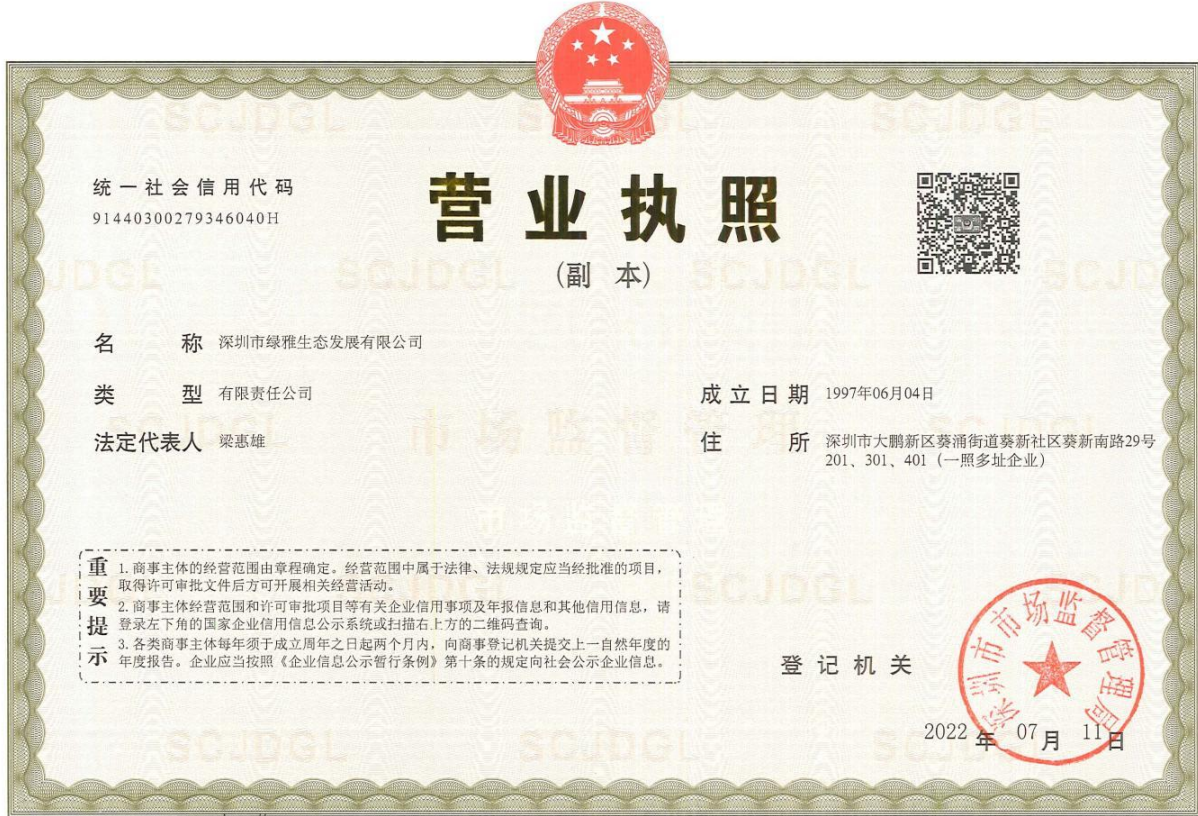 统一社会信用代码
91440300279346040H
营业执照
(副 本)
名 称 深圳市绿雅生态发展有限公司
类 型 有限责任公司
成立日期 1997年06月04日
法定代表人 梁惠雄
住 所 深圳市大鹏新区葵涌街道葵新社区葵新南路29号
201、301、401（一照多址企业）
重要提示
1. 商事主体的经营范围由章程确定。经营范围中属于法律、法规规定应当经批准的项目，
取得许可审批文件后方可开展相关经营活动。
2. 商事主体经营范围和许可审批项目等有关企业信用事项及年报信息和其他信用信息，请
登录左下角的国家企业信用信息公示系统或扫描右上方的二维码查询。
3. 各类商事主体每年须于成立周年之日起两个月内，向商事登记机关提交上一自然年度的
年度报告。企业应当按照《企业信息公示暂行条例》第十条的规定向社会公示企业信息。
登记机关
深圳市市场监督管理局
2022年07月11日
SCJDGL
市场监督管理